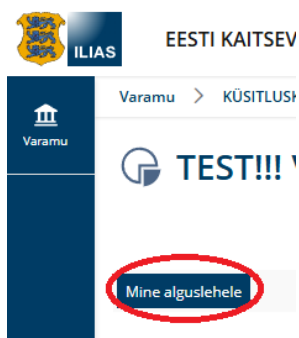 ILIAS
EESTI KAITSEV
Varamu > KÜSITLUSK
Varamu
TEST!!! V
Mine alguslehele